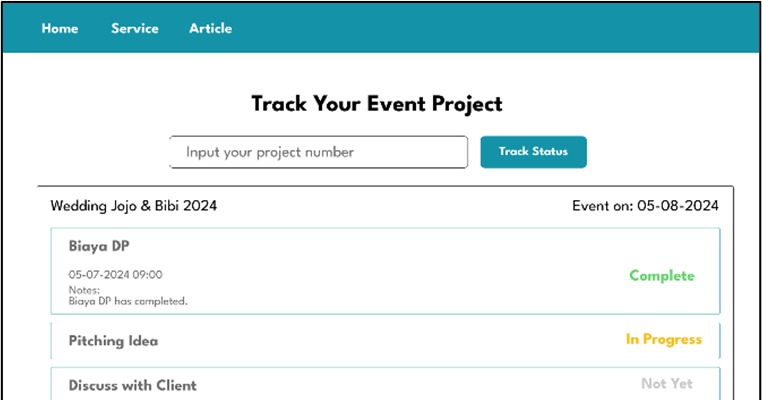 Home Service Article
Track Your Event Project
Input your project number Track Status
Wedding Jojo & Bibi 2024 Event on: 05-08-2024
Biaya DP
05-07-2024 09:00 Complete
Notes:
Biaya DP has completed.
Pitching Idea In Progress
Discuss with Client Not Yet